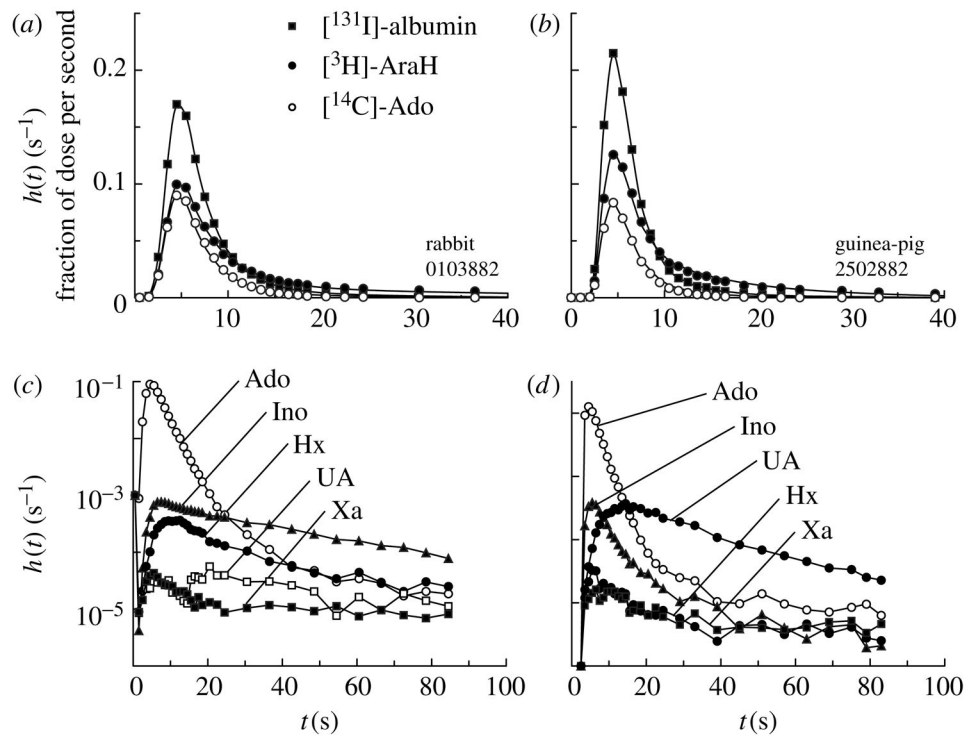 (a)
[¹³¹I]-albumin
[³H]-AraH
[¹⁴C]-Ado
h(t) (s⁻¹)
fraction of dose per second
0.2
0.1
0
rabbit
0103882
10 20 30 40
(b)
guinea-pig
2502882
0 10 20 30 40
(c)
10⁻¹
10⁻³
10⁻⁵
h(t) (s⁻¹)
Ado
Ino
Hx
UA
Xa
0 20 40 60 80 100
t(s)
(d)
Ado
Ino
UA
Hx
Xa
0 20 40 60 80 100
t(s)